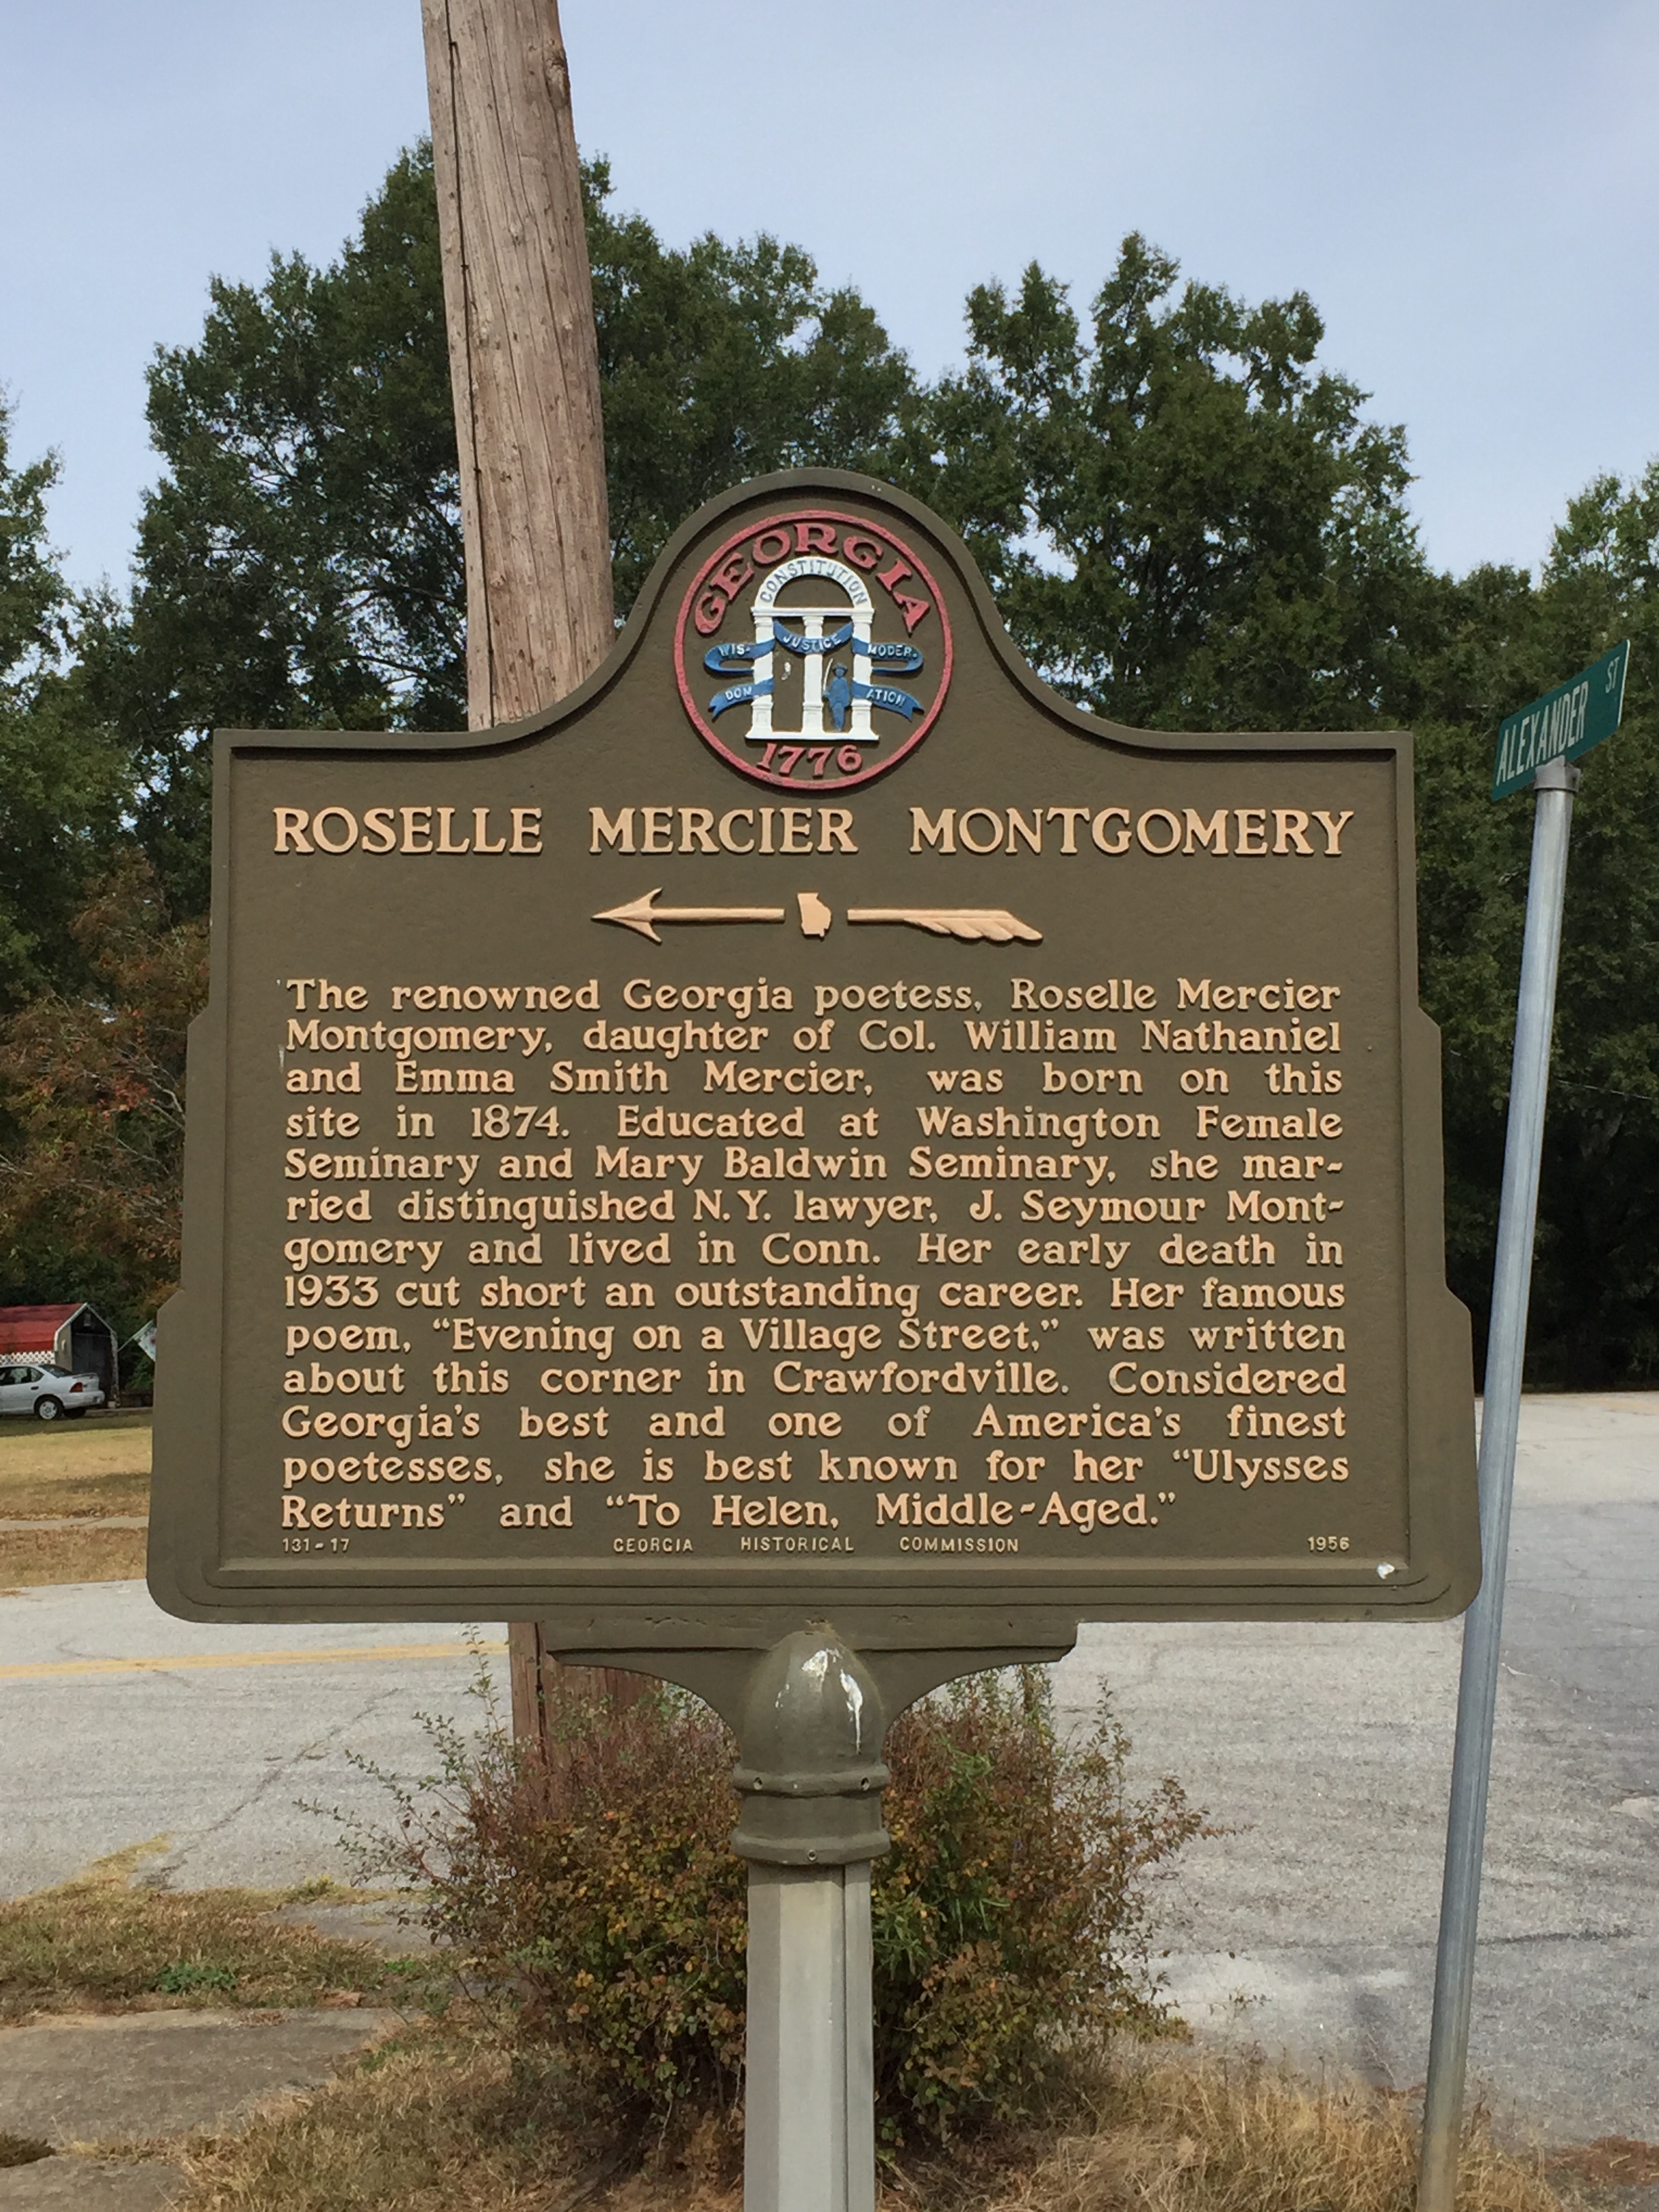 GEORGIA
CONSTITUTION
WIS- JUSTICE MODER-
DOM ATION
1776
ALEXANDER ST
ROSELLE MERCIER MONTGOMERY
The renowned Georgia poetess, Roselle Mercier
Montgomery, daughter of Col. William Nathaniel
and Emma Smith Mercier, was born on this
site in 1874. Educated at Washington Female
Seminary and Mary Baldwin Seminary, she mar-
ried distinguished N.Y. lawyer, J. Seymour Mont-
gomery and lived in Conn. Her early death in
1933 cut short an outstanding career. Her famous
poem, “Evening on a Village Street,” was written
about this corner in Crawfordville. Considered
Georgia's best and one of America's finest
poetesses, she is best known for her “Ulysses
Returns” and “To Helen, Middle-Aged.”
131-17 GEORGIA HISTORICAL COMMISSION 1956